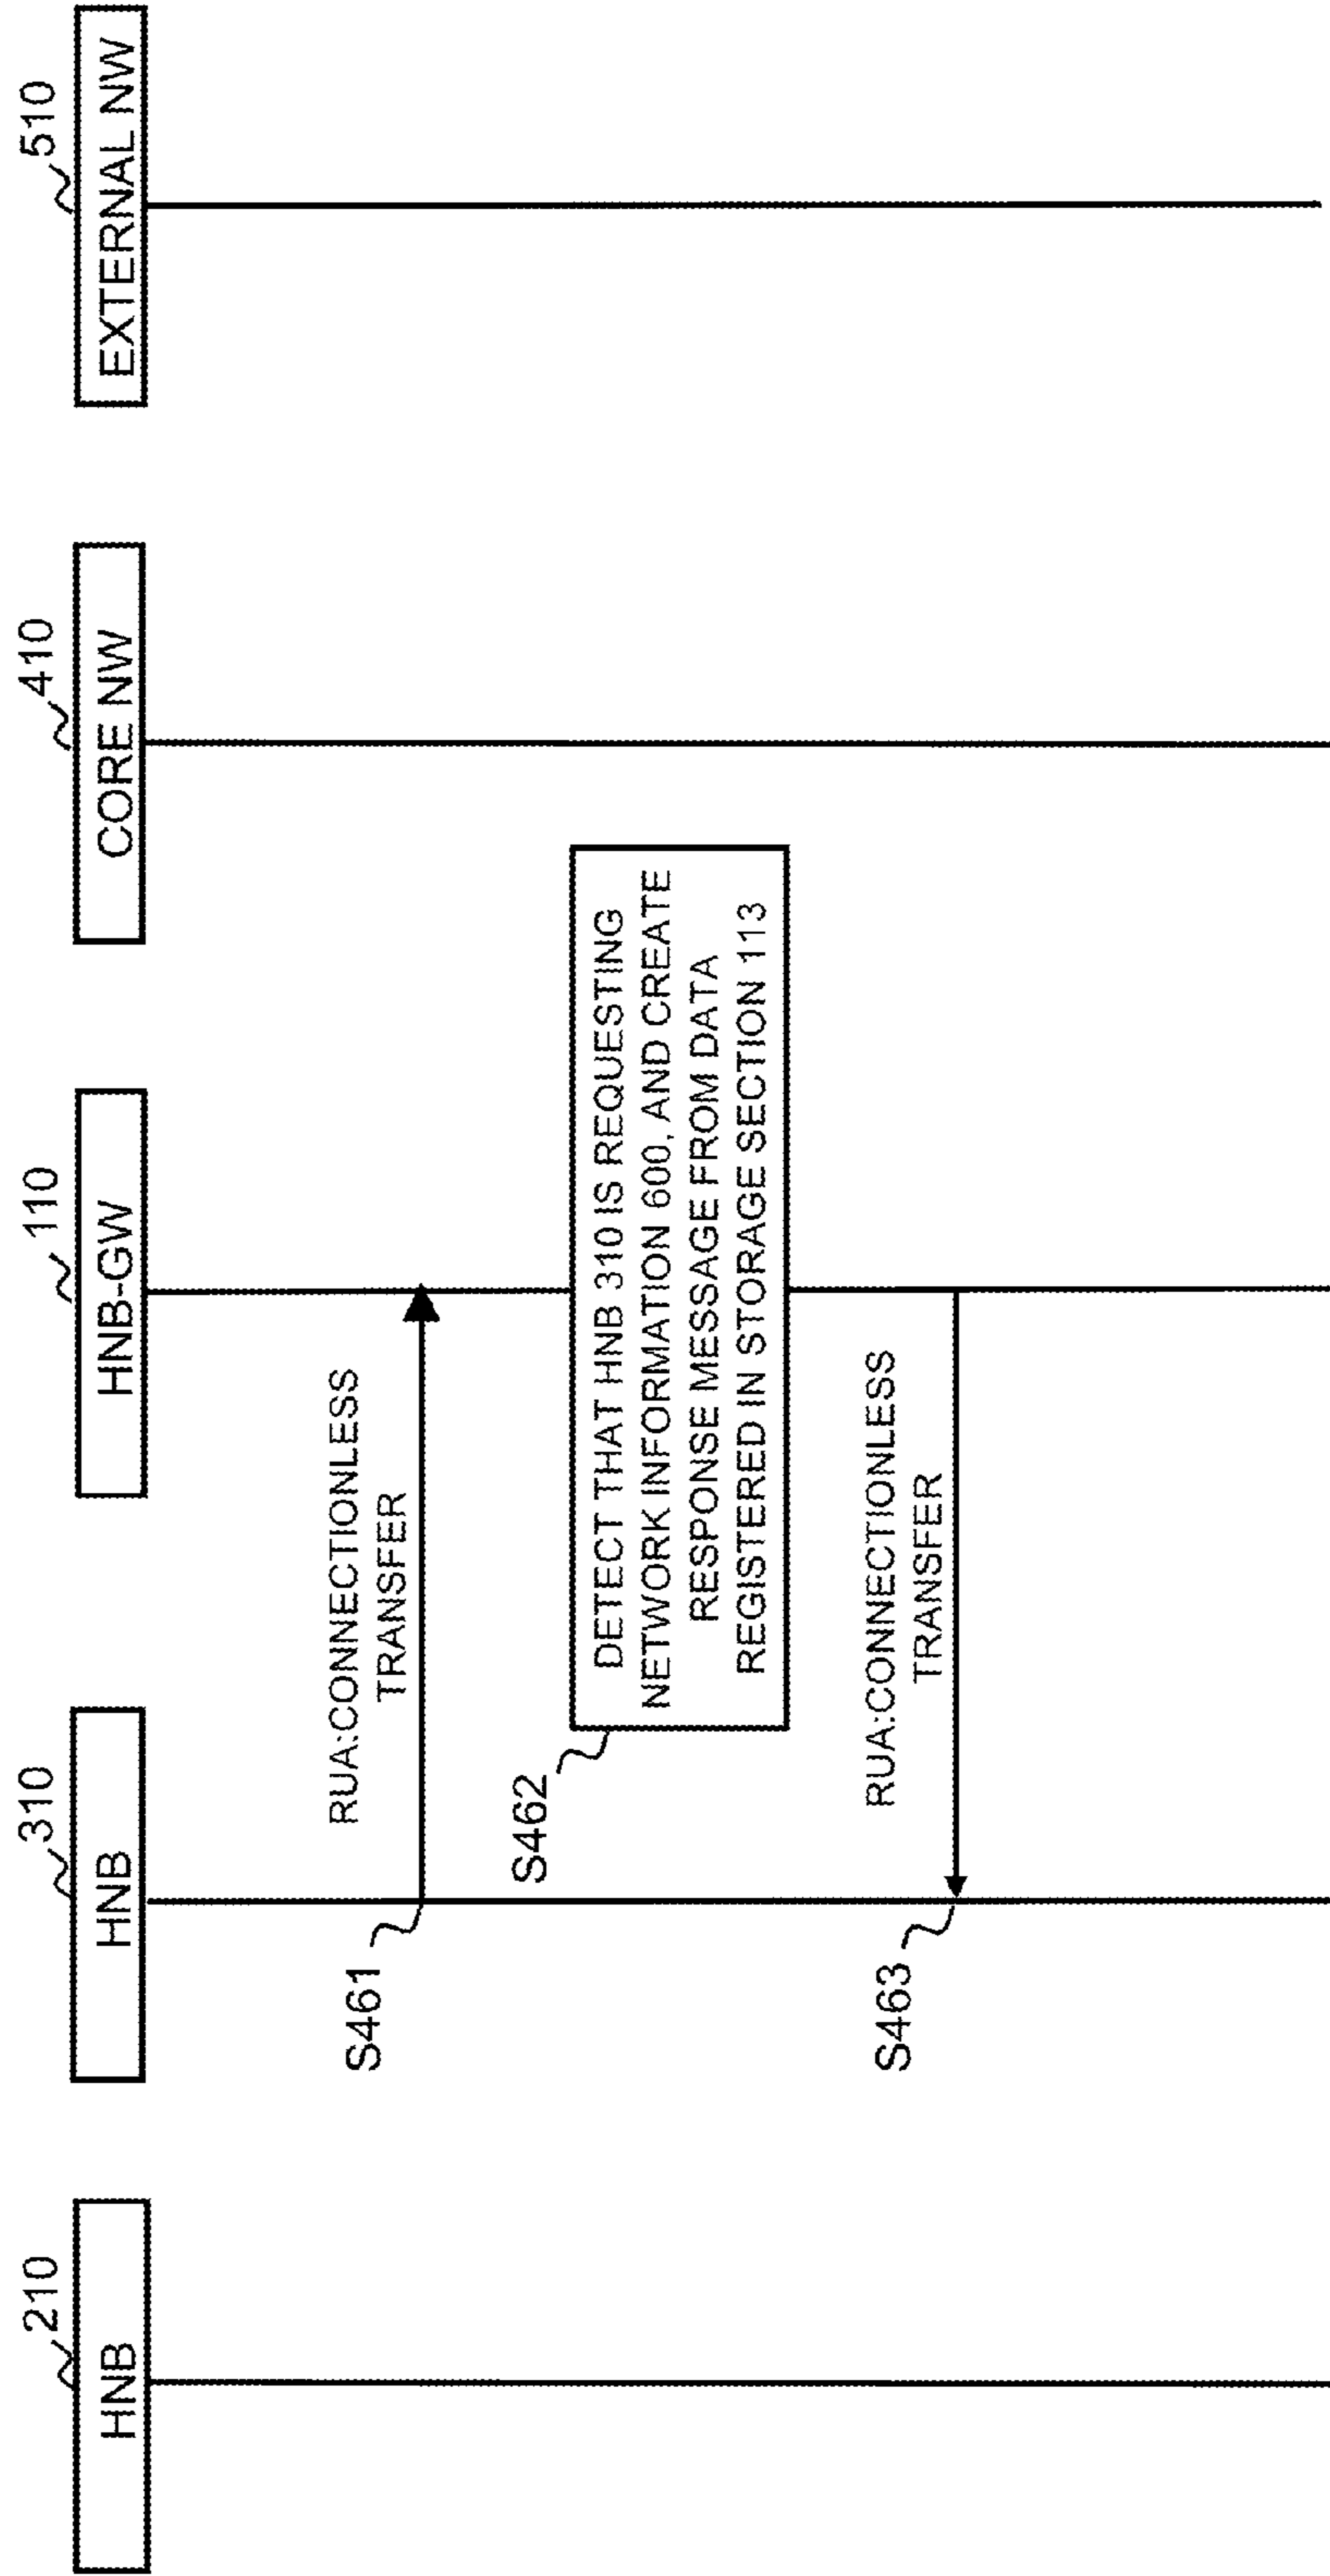 210
HNB
310
HNB
110
HNB-GW
410
CORE NW
510
EXTERNAL NW
S461
RUA:CONNECTIONLESS
TRANSFER
S462
DETECT THAT HNB 310 IS REQUESTING
NETWORK INFORMATION 600, AND CREATE
RESPONSE MESSAGE FROM DATA
REGISTERED IN STORAGE SECTION 113
S463
RUA:CONNECTIONLESS
TRANSFER